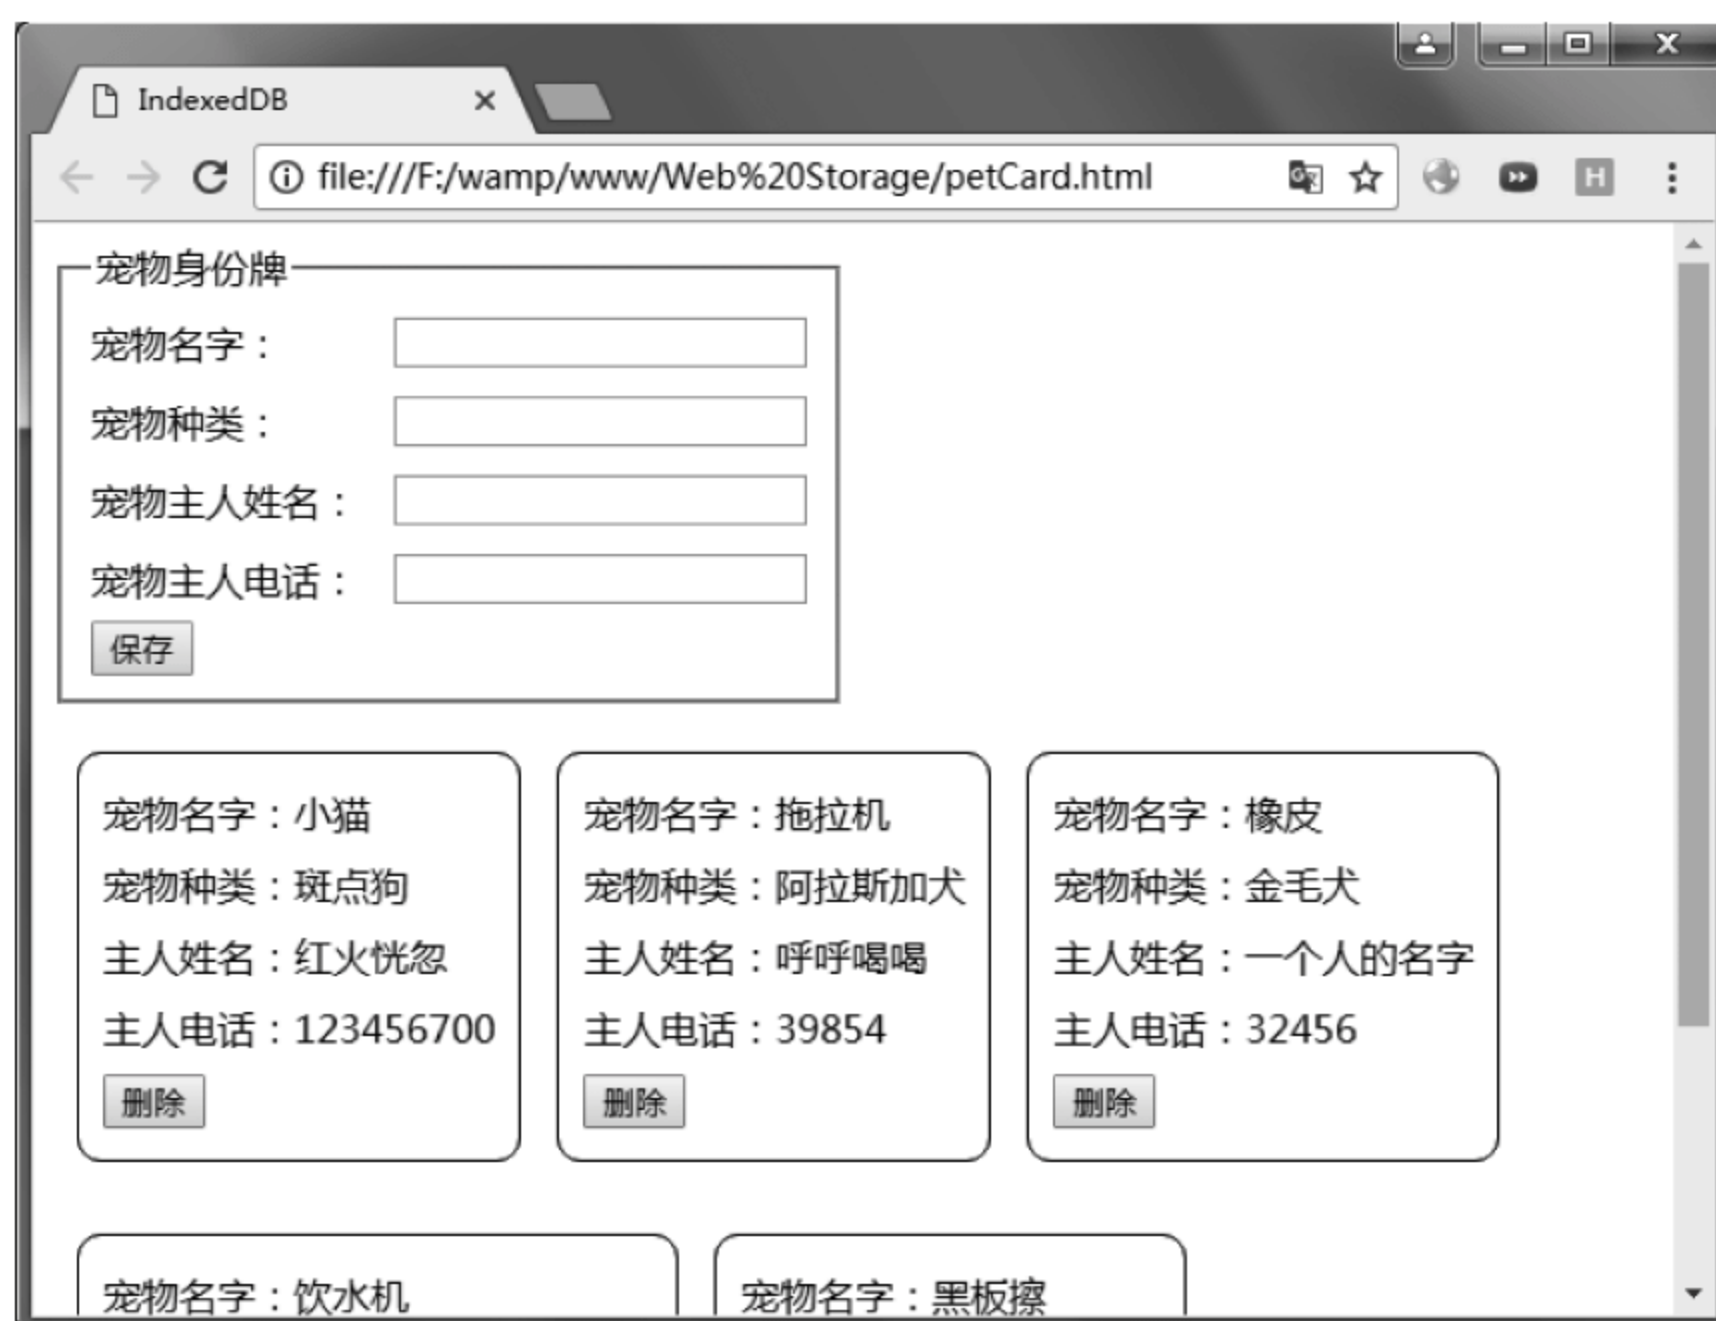 IndexedDB
file:///F:/wamp/www/Web%20Storage/petCard.html
宠物身份牌
宠物名字：
宠物种类：
宠物主人姓名：
宠物主人电话：
保存
宠物名字：小猫
宠物种类：斑点狗
主人姓名：红火恍忽
主人电话：123456700
删除
宠物名字：拖拉机
宠物种类：阿拉斯加犬
主人姓名：呼呼喝喝
主人电话：39854
删除
宠物名字：橡皮
宠物种类：金毛犬
主人姓名：一个人的名字
主人电话：32456
删除
宠物名字：饮水机
宠物名字：黑板擦